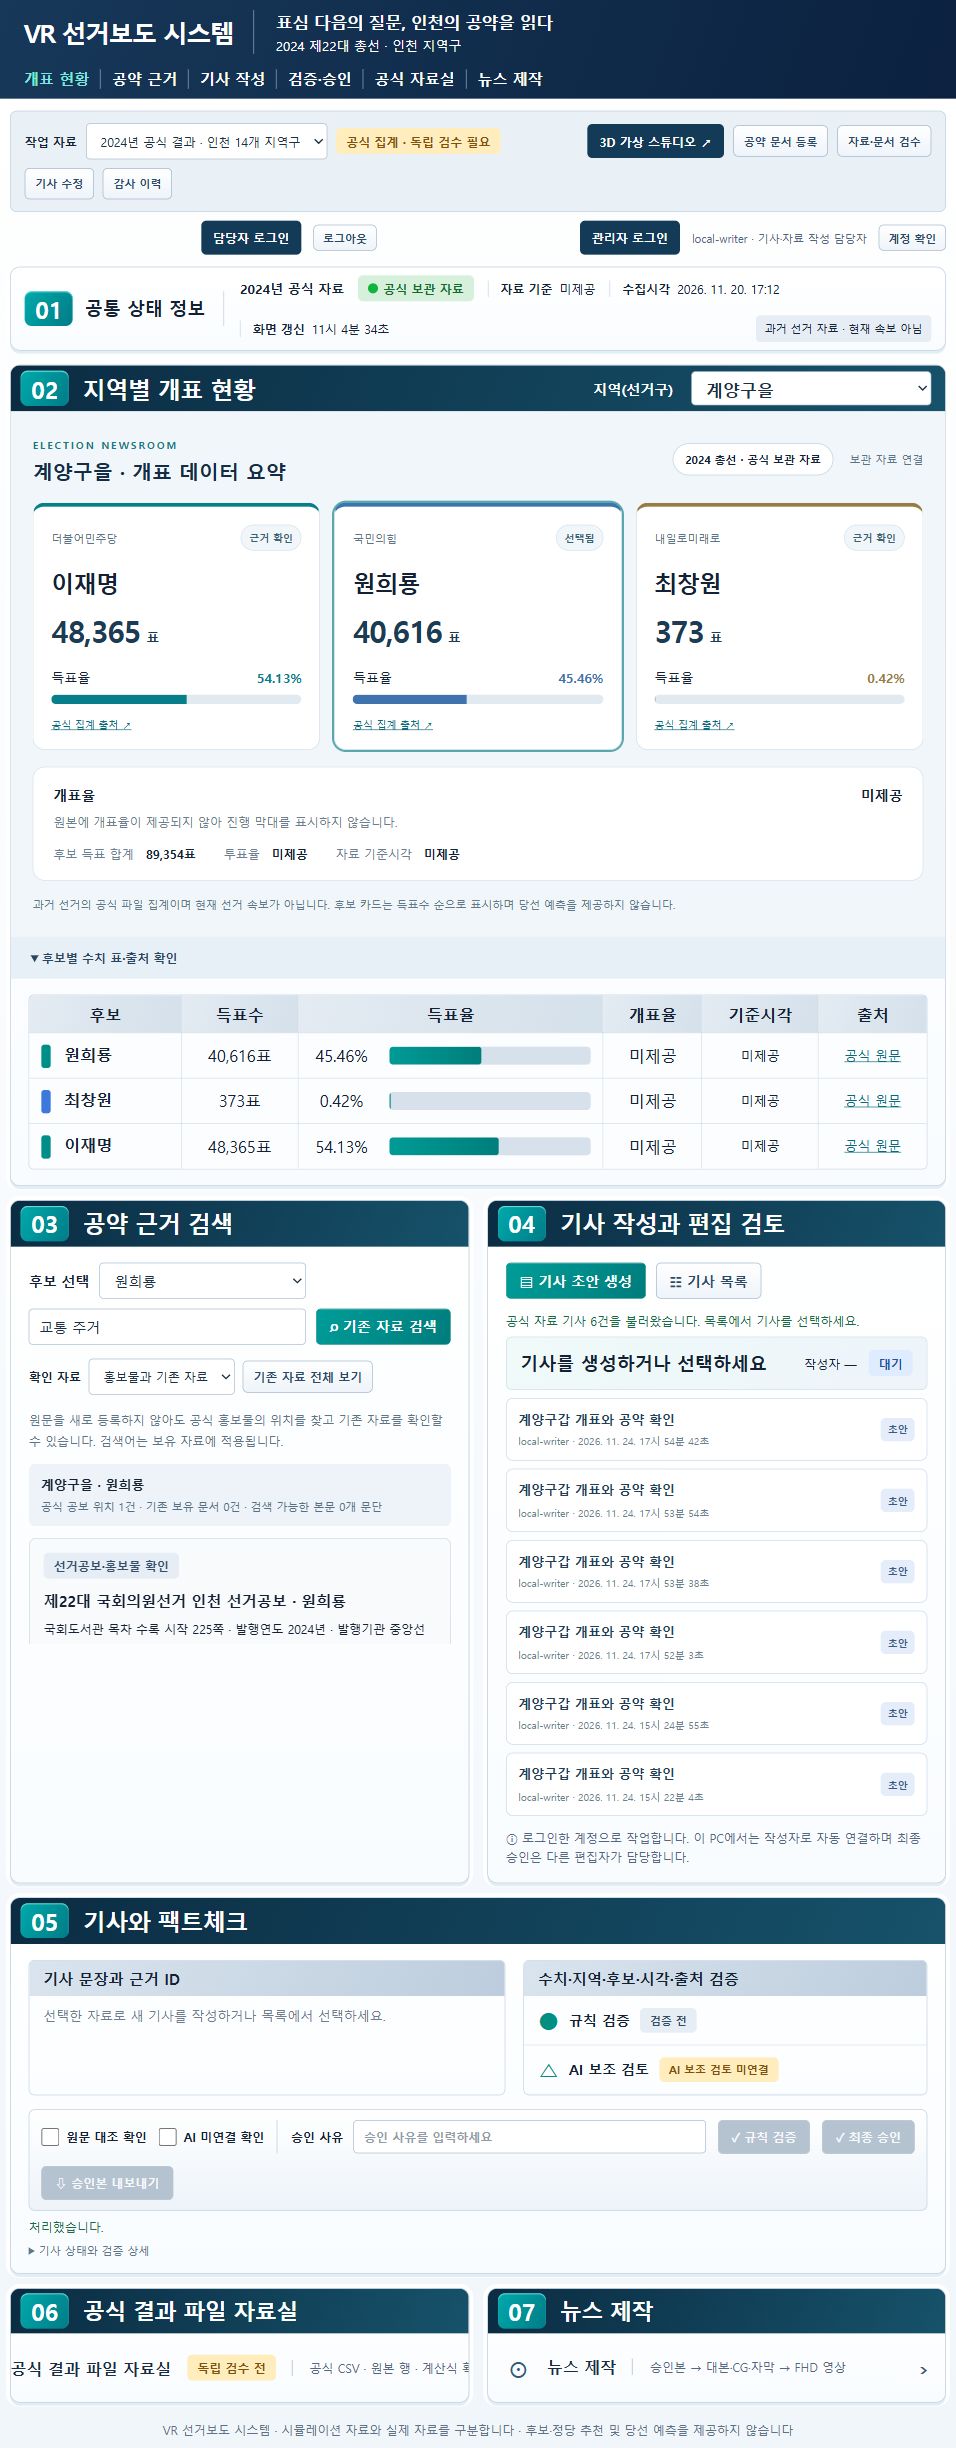 VR 선거보도 시스템
표심 다음의 질문, 인천의 공약을 읽다
2024 제22대 총선 · 인천 지역구
개표 현황 공약 근거 기사 작성 검증·승인 공식 자료실 뉴스 제작
작업 자료 2024년 공식 결과 · 인천 14개 지역구 공식 집계 · 독립 검수 필요 3D 가상 스튜디오 ↗ 공약 문서 등록 자료·문서 검수
기사 수정 감사 이력
담당자 로그인 로그아웃 관리자 로그인 local-writer · 기사·자료 작성 담당자 계정 확인
01 공통 상태 정보
2024년 공식 자료 공식 보관 자료 자료 기준 미제공 수집시각 2026. 11. 20. 17:12
화면 갱신 11시 4분 34초 과거 선거 자료 · 현재 속보 아님
02 지역별 개표 현황 지역(선거구) 계양구을
ELECTION NEWSROOM
계양구을 · 개표 데이터 요약
2024 총선 · 공식 보관 자료 보관 자료 연결
더불어민주당 근거 확인
이재명
48,365 표
득표율 54.13%
공식 집계 출처 ↗
국민의힘 선택됨
원희룡
40,616 표
득표율 45.46%
공식 집계 출처 ↗
내일로미래로 근거 확인
최창원
373 표
득표율 0.42%
공식 집계 출처 ↗
개표율 미제공
원본에 개표율이 제공되지 않아 진행 막대를 표시하지 않습니다.
후보 득표 합계 89,354표 투표율 미제공 자료 기준시각 미제공
과거 선거의 공식 파일 집계이며 현재 선거 속보가 아닙니다. 후보 카드는 득표수 순으로 표시하며 당선 예측을 제공하지 않습니다.
▼ 후보별 수치 표·출처 확인
후보 득표수 득표율 개표율 기준시각 출처
원희룡 40,616표 45.46% 미제공 미제공 공식 원문
최창원 373표 0.42% 미제공 미제공 공식 원문
이재명 48,365표 54.13% 미제공 미제공 공식 원문
03 공약 근거 검색
후보 선택 원희룡
교통 주거 ⌕ 기존 자료 검색
확인 자료 홍보물과 기존 자료 기존 자료 전체 보기
원문을 새로 등록하지 않아도 공식 홍보물의 위치를 찾고 기존 자료를 확인할
수 있습니다. 검색어는 보유 자료에 적용됩니다.
계양구을 · 원희룡
공식 공보 위치 1건 · 기존 보유 문서 0건 · 검색 가능한 본문 0개 문단
선거공보·홍보물 확인
제22대 국회의원선거 인천 선거공보 · 원희룡
국회도서관 목차 수록 시작 225쪽 · 발행연도 2024년 · 발행기관 중앙선
04 기사 작성과 편집 검토
▤ 기사 초안 생성 ☷ 기사 목록
공식 자료 기사 6건을 불러왔습니다. 목록에서 기사를 선택하세요.
기사를 생성하거나 선택하세요 작성자 — 대기
계양구갑 개표와 공약 확인 초안
local-writer · 2026. 11. 24. 17시 54분 42초
계양구갑 개표와 공약 확인 초안
local-writer · 2026. 11. 24. 17시 53분 54초
계양구갑 개표와 공약 확인 초안
local-writer · 2026. 11. 24. 17시 53분 38초
계양구갑 개표와 공약 확인 초안
local-writer · 2026. 11. 24. 17시 52분 3초
계양구갑 개표와 공약 확인 초안
local-writer · 2026. 11. 24. 15시 24분 55초
계양구갑 개표와 공약 확인 초안
local-writer · 2026. 11. 24. 15시 22분 4초
ⓘ 로그인한 계정으로 작업합니다. 이 PC에서는 작성자로 자동 연결하며 최종
승인은 다른 편집자가 담당합니다.
05 기사와 팩트체크
기사 문장과 근거 ID
선택한 자료로 새 기사를 작성하거나 목록에서 선택하세요.
수치·지역·후보·시각·출처 검증
규칙 검증 검증 전
AI 보조 검토 AI 보조 검토 미연결
원문 대조 확인 AI 미연결 확인 승인 사유 승인 사유를 입력하세요 ✓ 규칙 검증 ✓ 최종 승인
⇩ 승인본 내보내기
처리했습니다.
▶ 기사 상태와 검증 상세
06 공식 결과 파일 자료실
공식 결과 파일 자료실 독립 검수 전 공식 CSV · 원본 행 · 계산식
07 뉴스 제작
뉴스 제작 승인본 → 대본·CG·자막 → FHD 영상 ›
VR 선거보도 시스템 · 시뮬레이션 자료와 실제 자료를 구분합니다 · 후보·정당 추천 및 당선 예측을 제공하지 않습니다